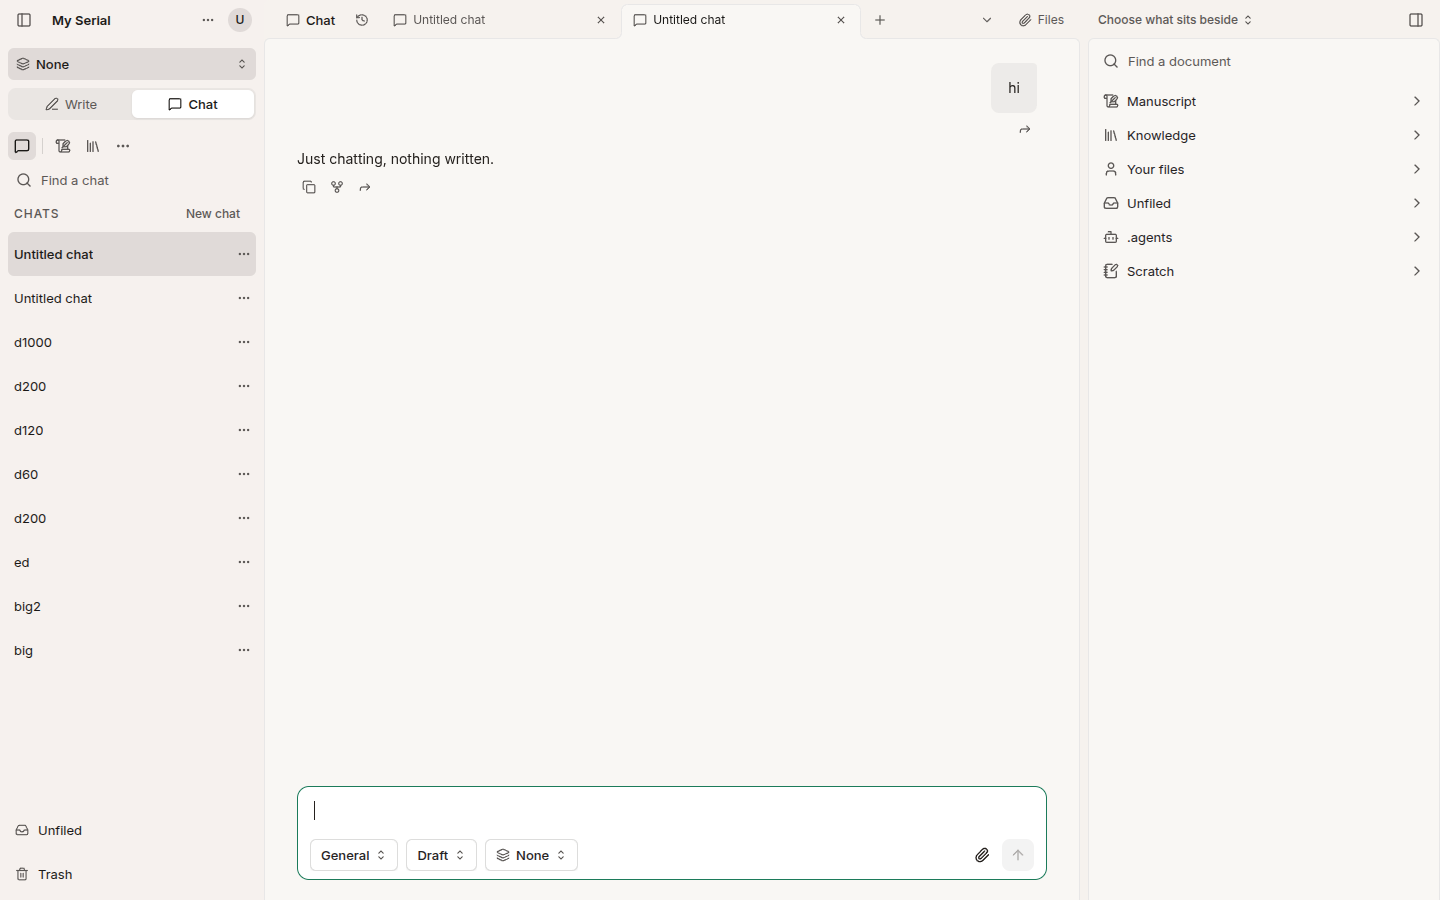 My Serial
U
None
Write
Chat
Find a chat
CHATS
New chat
Untitled chat
Untitled chat
d1000
d200
d120
d60
d200
ed
big2
big
Unfiled
Trash
Chat
Untitled chat
Untitled chat
Files
hi
Just chatting, nothing written.
General
Draft
None
Choose what sits beside
Find a document
Manuscript
Knowledge
Your files
Unfiled
.agents
Scratch